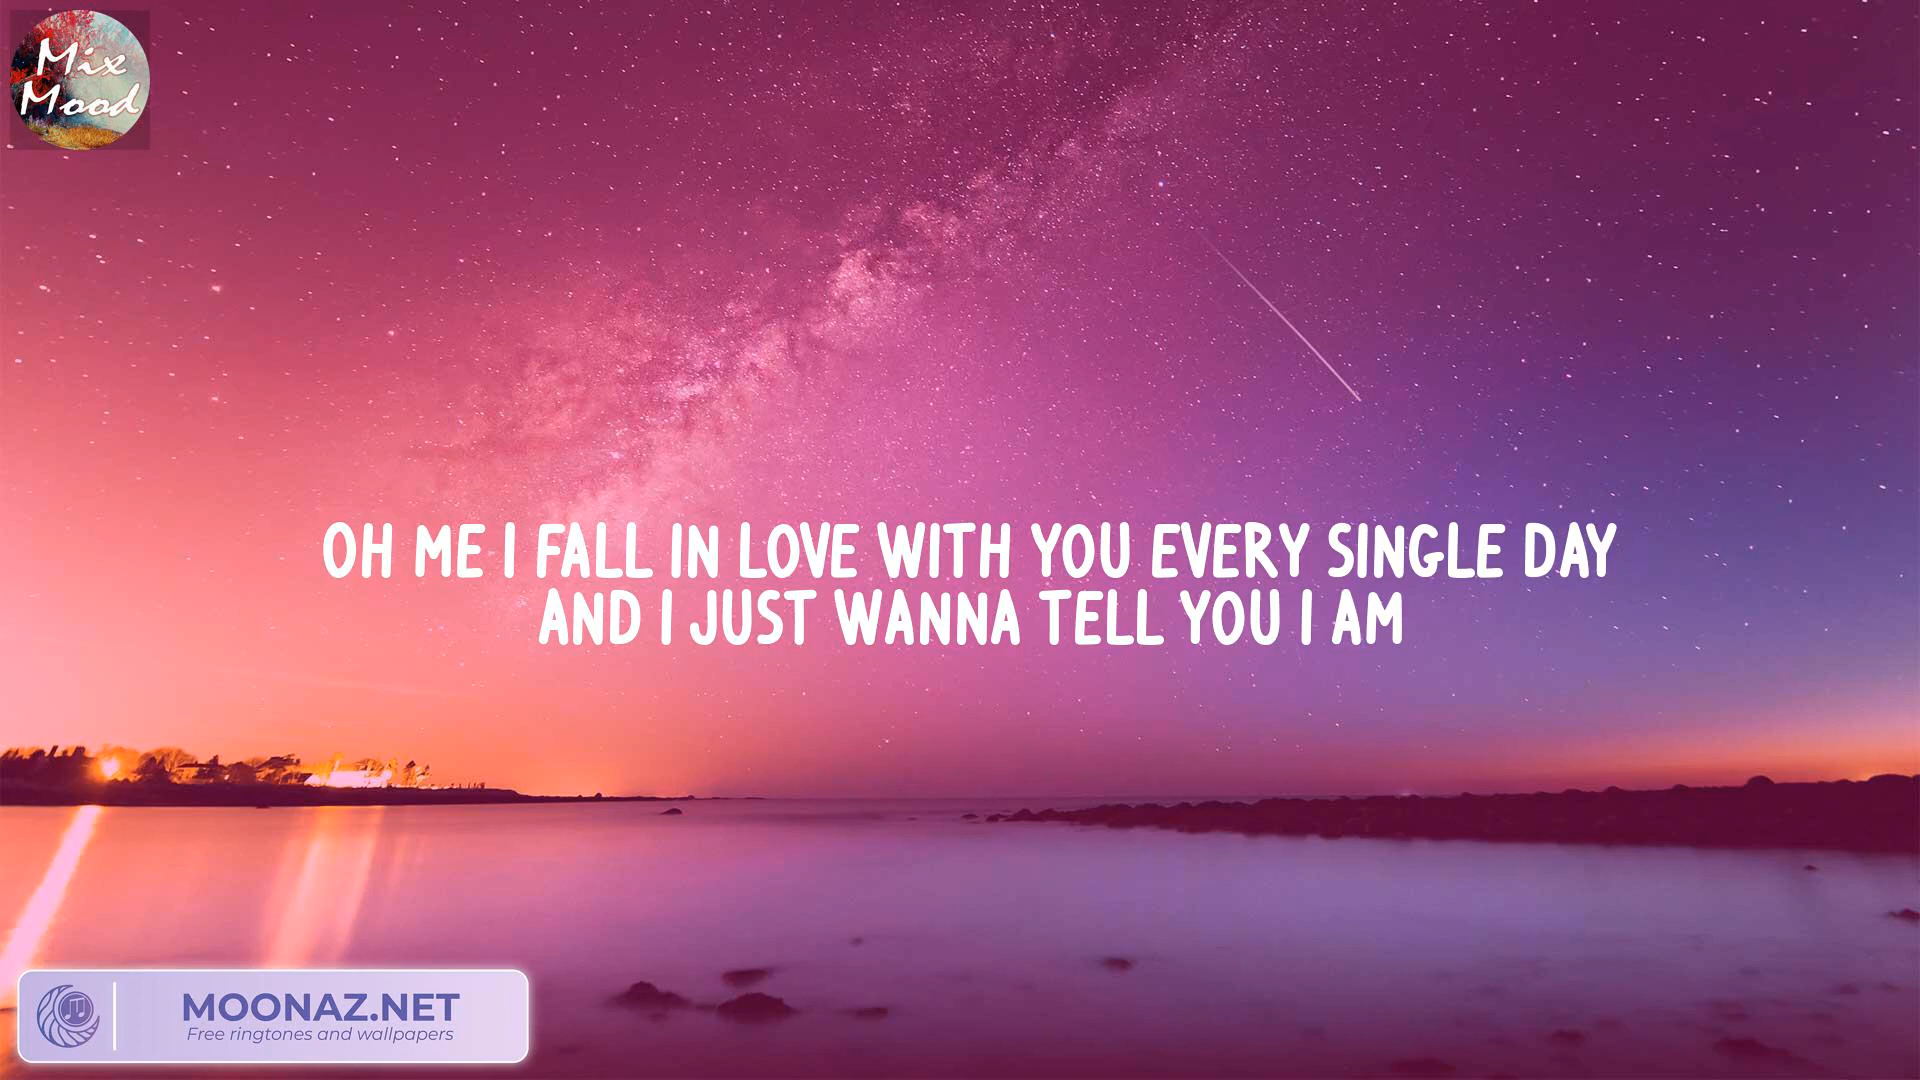 Mix
Mood
OH ME I FALL IN LOVE WITH YOU EVERY SINGLE DAY
AND I JUST WANNA TELL YOU I AM
MOONAZ.NET
Free ringtones and wallpapers